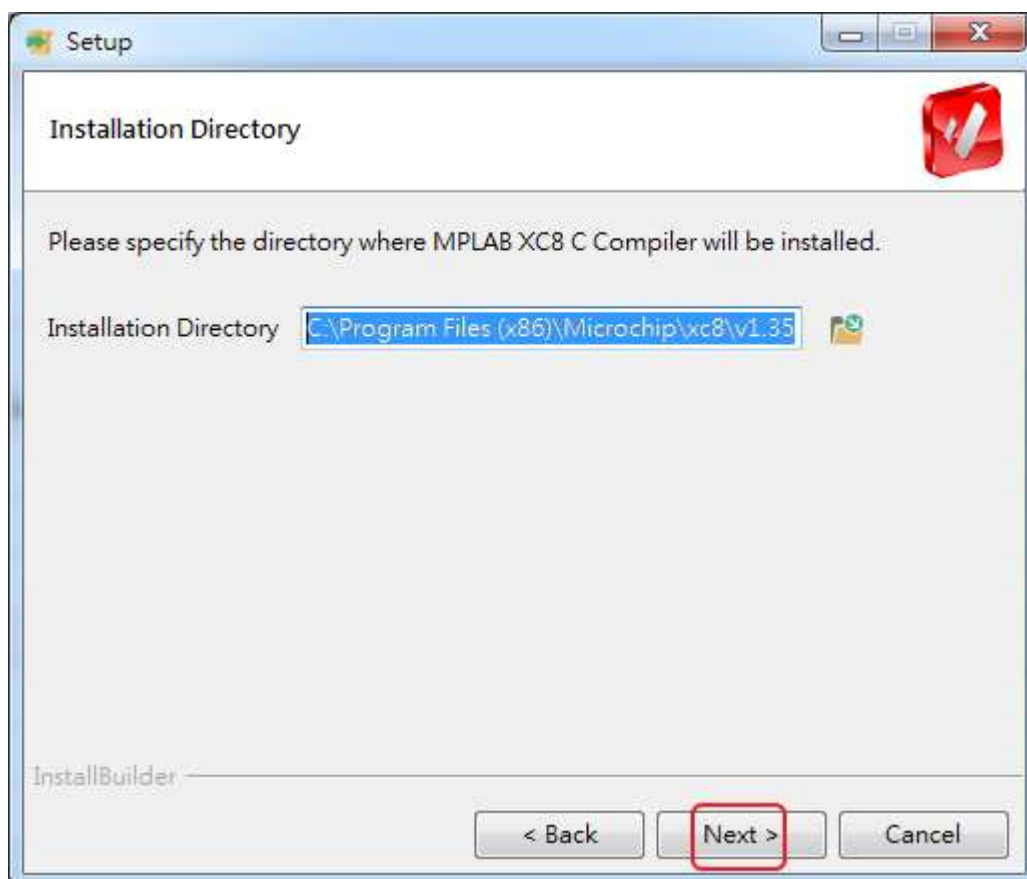 Setup
Installation Directory
Please specify the directory where MPLAB XC8 C Compiler will be installed.
Installation Directory C:\Program Files (x86)\Microchip\xc8\v1.35
InstallBuilder
< Back Next > Cancel